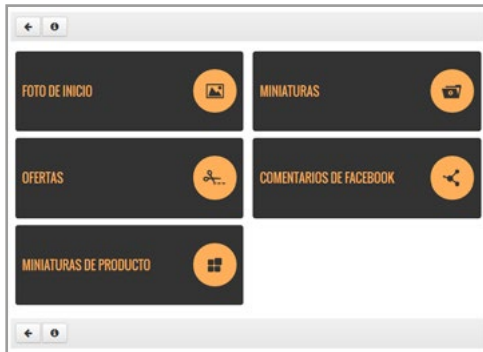 FOTO DE INICIO
MINIATURAS
OFERTAS
COMENTARIOS DE FACEBOOK
MINIATURAS DE PRODUCTO